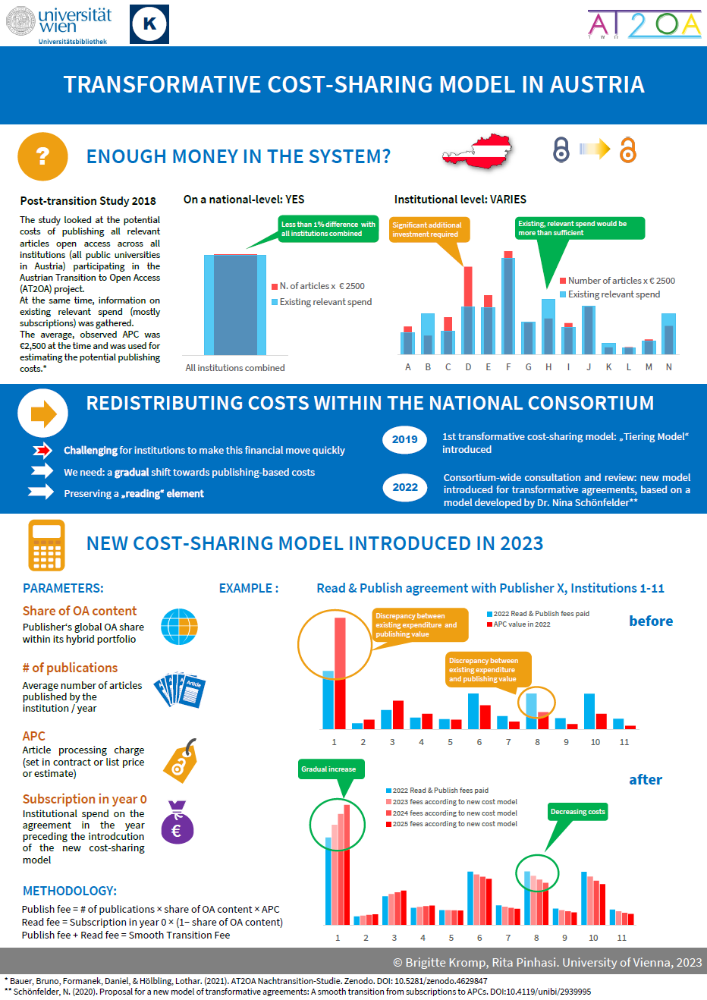 universität
wien
Universitätsbibliothek
K
AT2OA
T W O
TRANSFORMATIVE COST-SHARING MODEL IN AUSTRIA
?
ENOUGH MONEY IN THE SYSTEM?
Post-transition Study 2018
The study looked at the potential
costs of publishing all relevant
articles open access across all
institutions (all public universities
in Austria) participating in the
Austrian Transition to Open Access
(AT2OA) project.
At the same time, information on
existing relevant spend (mostly
subscriptions) was gathered.
The average, observed APC was
€2,500 at the time and was used for
estimating the potential publishing
costs.*
On a national-level: YES
Less than 1% difference with
all institutions combined
N. of articles x € 2500
Existing relevant spend
All institutions combined
Institutional level: VARIES
Significant additional
investment required
Existing, relevant spend would be
more than sufficient
Number of articles x € 2500
Existing relevant spend
A B C D E F G H I J K L M N
REDISTRIBUTING COSTS WITHIN THE NATIONAL CONSORTIUM
Challenging for institutions to make this financial move quickly
We need: a gradual shift towards publishing-based costs
Preserving a „reading“ element
2019
1st transformative cost-sharing model: „Tiering Model“
introduced
2022
Consortium-wide consultation and review: new model
introduced for transformative agreements, based on a
model developed by Dr. Nina Schönfelder**
NEW COST-SHARING MODEL INTRODUCED IN 2023
PARAMETERS:
Share of OA content
Publisher‘s global OA share
within its hybrid portfolio
# of publications
Average number of articles
published by the
institution / year
Article
APC
Article processing charge
(set in contract or list price
or estimate)
Subscription in year 0
Institutional spend on the
agreement in the year
preceding the introdcution
of the new cost-sharing
model
€
METHODOLOGY:
Publish fee = # of publications × share of OA content × APC
Read fee = Subscription in year 0 × (1− share of OA content)
Publish fee + Read fee = Smooth Transition Fee
EXAMPLE :
Read & Publish agreement with Publisher X, Institutions 1-11
before
Discrepancy between
existing expenditure and
publishing value
2022 Read & Publish fees paid
APC value in 2022
Discrepancy between
existing expenditure
and publishing value
1 2 3 4 5 6 7 8 9 10 11
after
Gradual increase
2022 Read & Publish fees paid
2023 fees according to new cost model
2024 fees according to new cost model
2025 fees according to new cost model
Decreasing costs
1 2 3 4 5 6 7 8 9 10 11
© Brigitte Kromp, Rita Pinhasi. University of Vienna, 2023
* Bauer, Bruno, Formanek, Daniel, & Hölbling, Lothar. (2021). AT2OA Nachtransition-Studie. Zenodo. DOI: 10.5281/zenodo.4629847
** Schönfelder, N. (2020). Proposal for a new model of transformative agreements: A smooth transition from subscriptions to APCs. DOI:10.4119/unibi/2939995